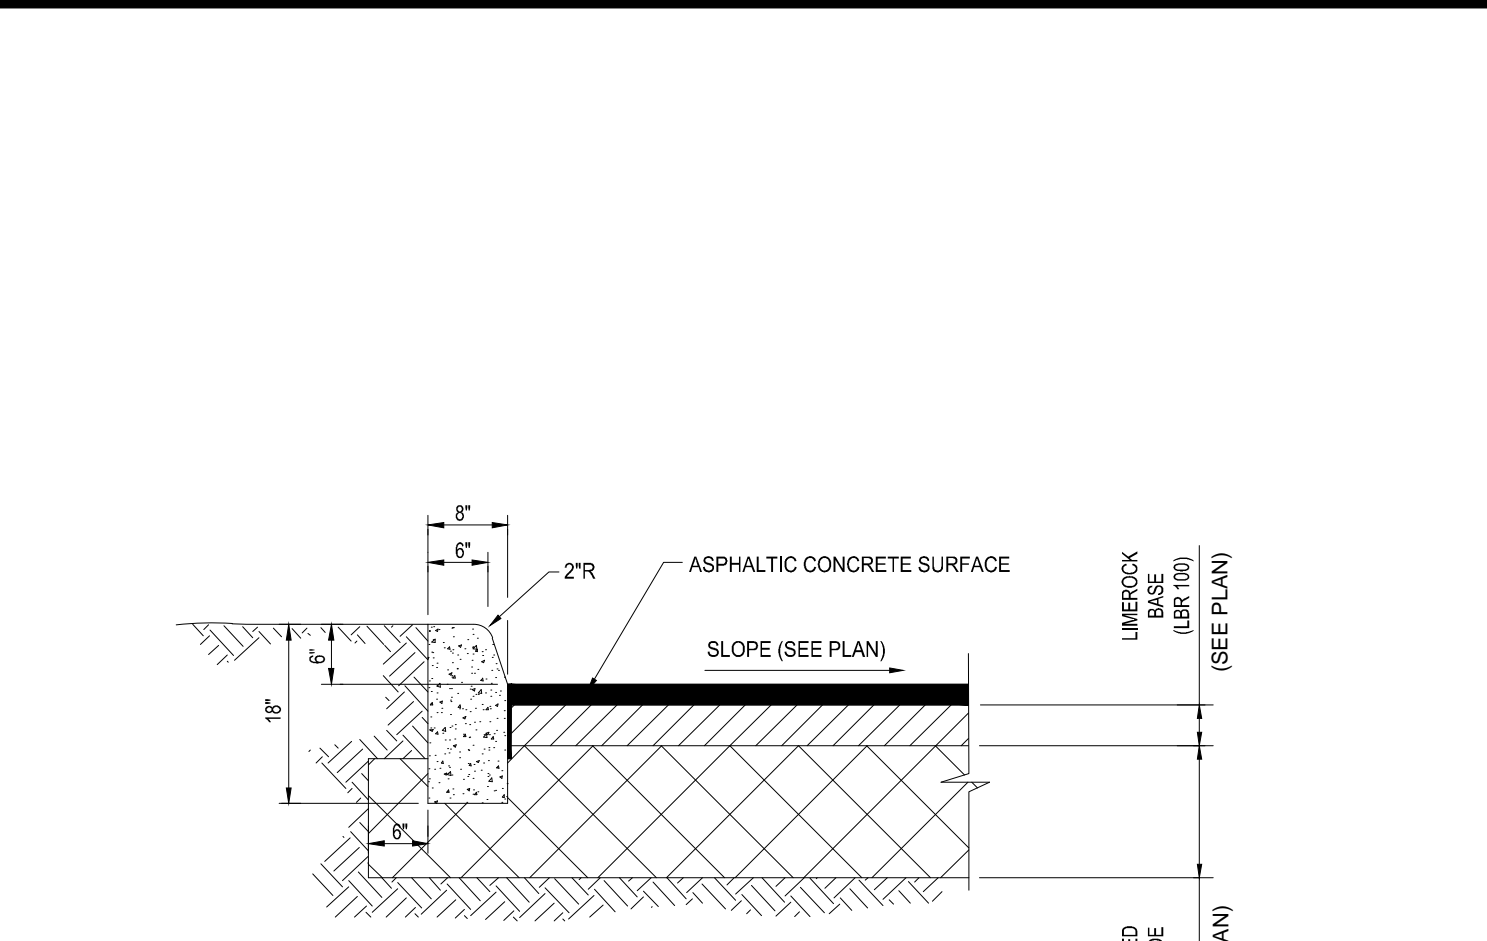 8"
6"
2"R
ASPHALTIC CONCRETE SURFACE
SLOPE (SEE PLAN)
6"
18"
6"
LIMEROCK
BASE
(LBR 100)
(SEE PLAN)